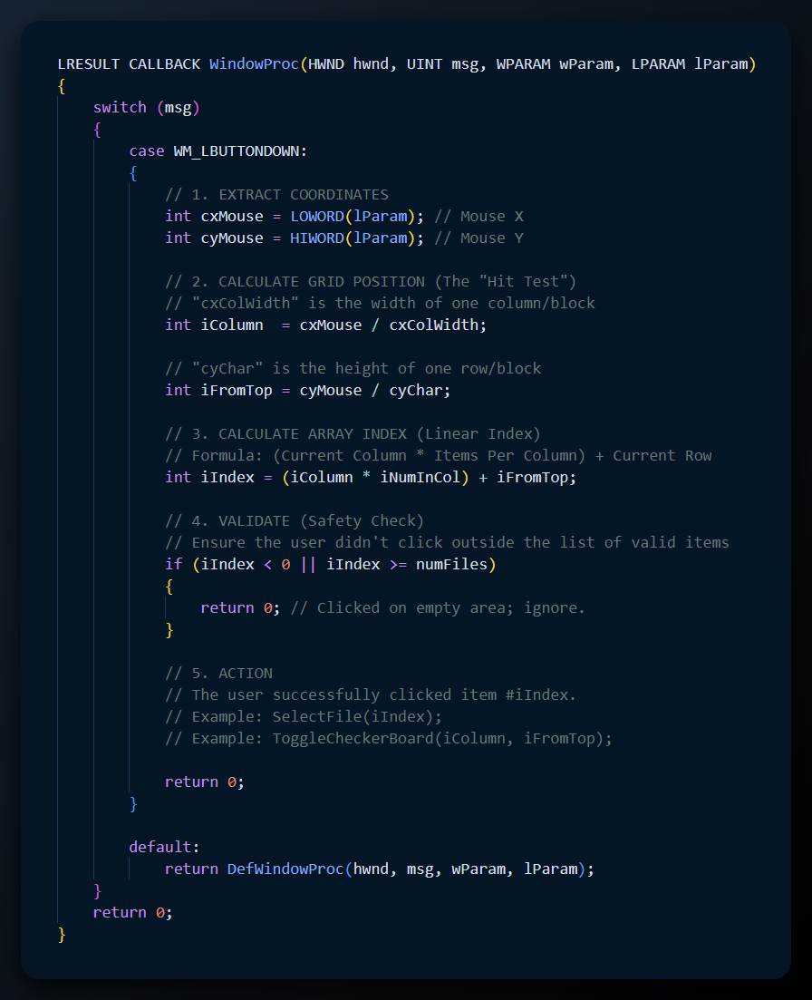 LRESULT CALLBACK WindowProc(HWND hwnd, UINT msg, WPARAM wParam, LPARAM lParam)
{
    switch (msg)
    {
        case WM_LBUTTONDOWN:
        {
            // 1. EXTRACT COORDINATES
            int cxMouse = LOWORD(lParam); // Mouse X
            int cyMouse = HIWORD(lParam); // Mouse Y

            // 2. CALCULATE GRID POSITION (The "Hit Test")
            // "cxColWidth" is the width of one column/block
            int iColumn  = cxMouse / cxColWidth;

            // "cyChar" is the height of one row/block
            int iFromTop = cyMouse / cyChar;

            // 3. CALCULATE ARRAY INDEX (Linear Index)
            // Formula: (Current Column * Items Per Column) + Current Row
            int iIndex = (iColumn * iNumInCol) + iFromTop;

            // 4. VALIDATE (Safety Check)
            // Ensure the user didn't click outside the list of valid items
            if (iIndex < 0 || iIndex >= numFiles)
            {
                return 0; // Clicked on empty area; ignore.
            }

            // 5. ACTION
            // The user successfully clicked item #iIndex.
            // Example: SelectFile(iIndex);
            // Example: ToggleCheckerBoard(iColumn, iFromTop);

            return 0;
        }

        default:
            return DefWindowProc(hwnd, msg, wParam, lParam);
    }
    return 0;
}